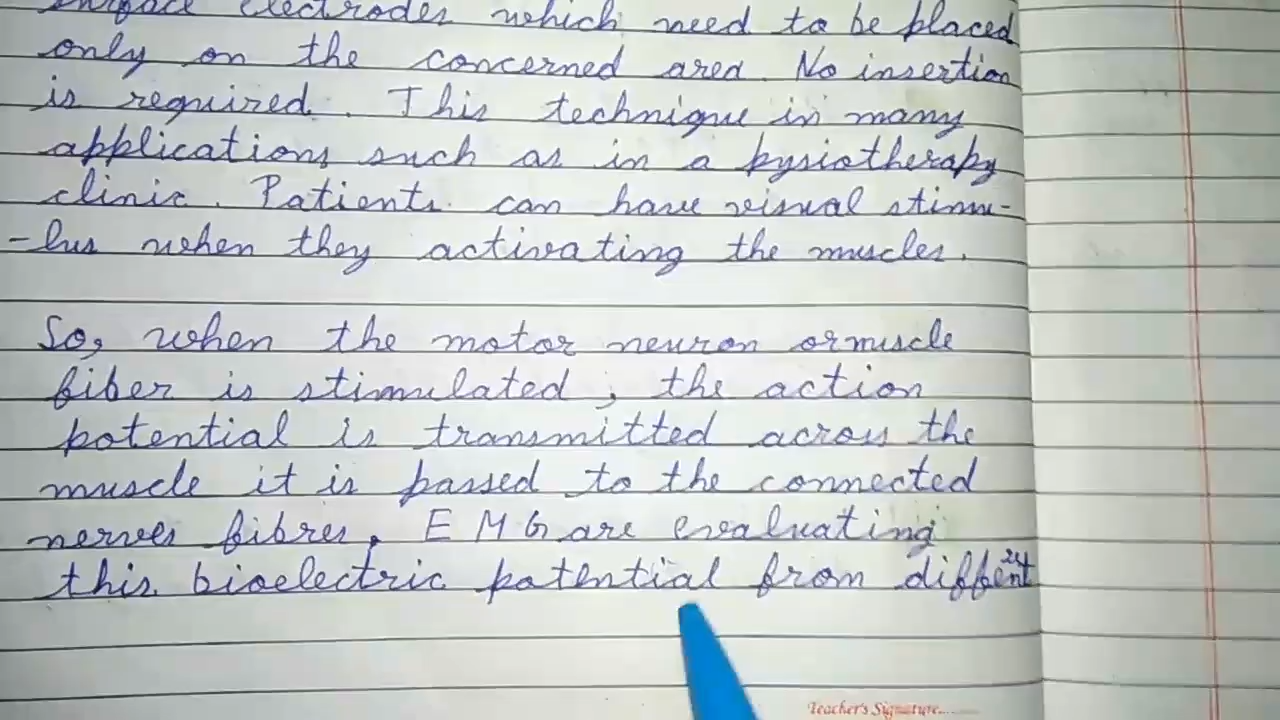 surface electrodes which need to be placed
only on the concerned area. No insertion
is required. This technique in many
applications such as in a pysiotherapy
clinic. Patients can have visual stimu-
-lus when they activating the muscles.
So, when the motor neuron or muscle
fiber is stimulated, the action
potential is transmitted across the
muscle it is passed to the connected
nerves fibres. EMG are evaluating
this bioelectric potential from diffent
Teacher's Signature........